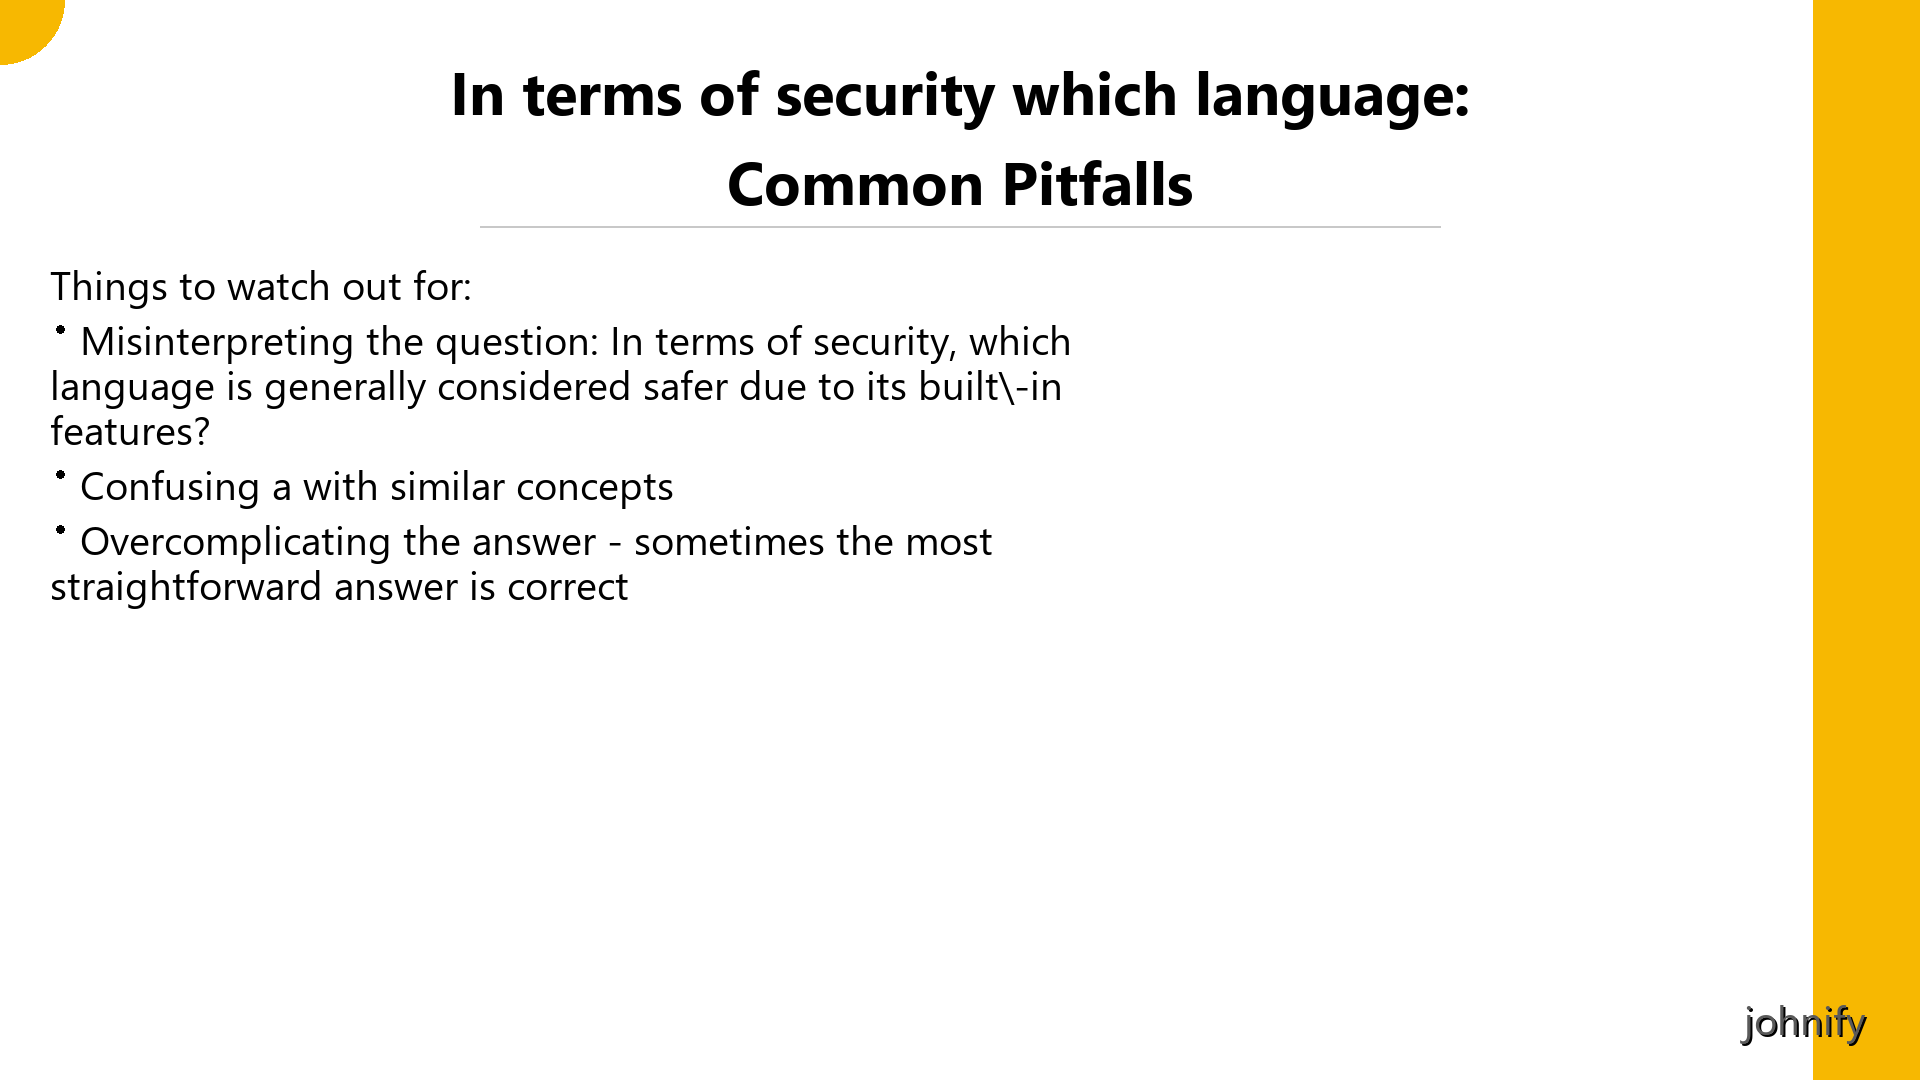 In terms of security which language:
Common Pitfalls
Things to watch out for:
• Misinterpreting the question: In terms of security, which
language is generally considered safer due to its built\-in
features?
• Confusing a with similar concepts
• Overcomplicating the answer - sometimes the most
straightforward answer is correct
johnify